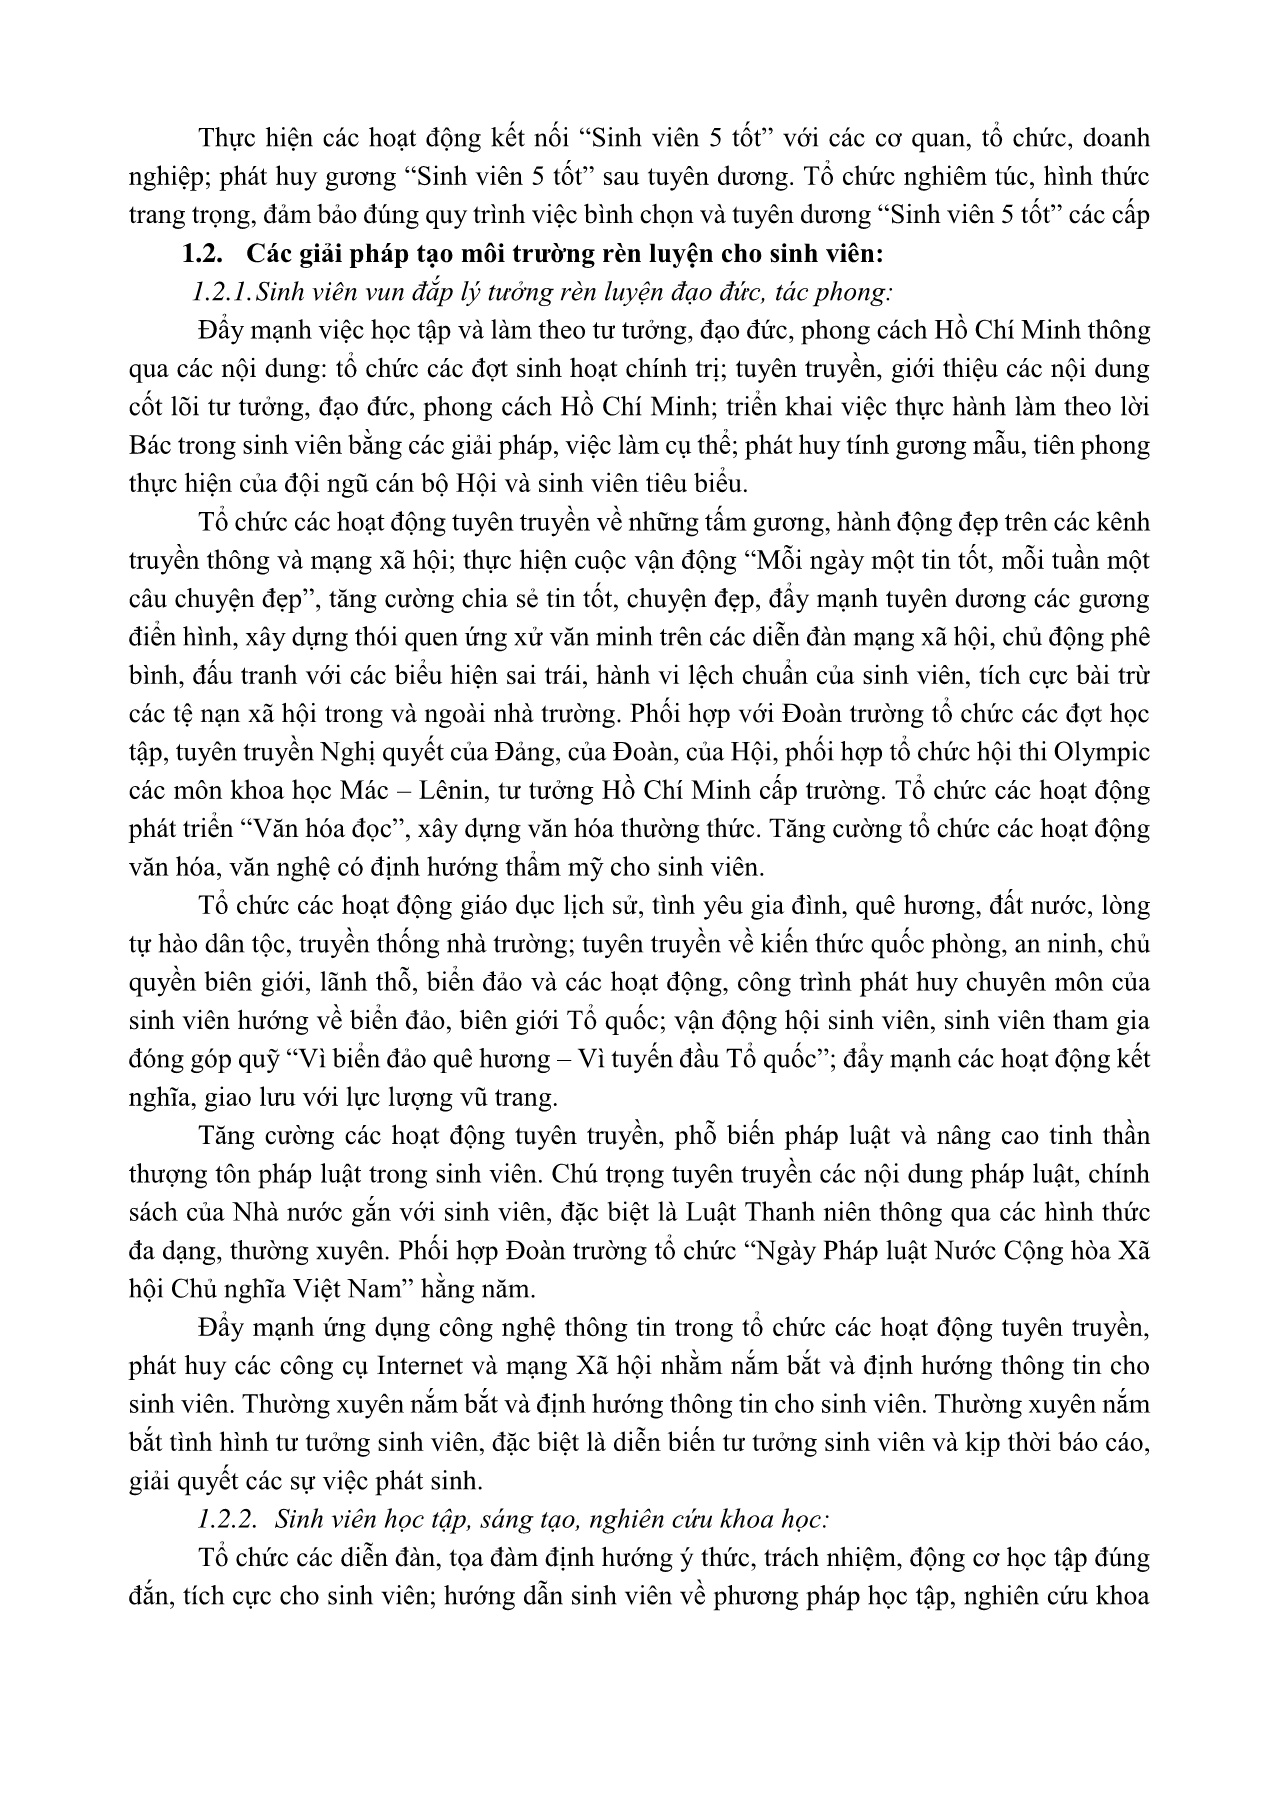 Thực hiện các hoạt động kết nối “Sinh viên 5 tốt” với các cơ quan, tổ chức, doanh
nghiệp; phát huy gương “Sinh viên 5 tốt” sau tuyên dương. Tổ chức nghiêm túc, hình thức
trang trọng, đảm bảo đúng quy trình việc bình chọn và tuyên dương “Sinh viên 5 tốt” các cấp
1.2. Các giải pháp tạo môi trường rèn luyện cho sinh viên:
1.2.1. Sinh viên vun đắp lý tưởng rèn luyện đạo đức, tác phong:
Đẩy mạnh việc học tập và làm theo tư tưởng, đạo đức, phong cách Hồ Chí Minh thông
qua các nội dung: tổ chức các đợt sinh hoạt chính trị; tuyên truyền, giới thiệu các nội dung
cốt lõi tư tưởng, đạo đức, phong cách Hồ Chí Minh; triển khai việc thực hành làm theo lời
Bác trong sinh viên bằng các giải pháp, việc làm cụ thể; phát huy tính gương mẫu, tiên phong
thực hiện của đội ngũ cán bộ Hội và sinh viên tiêu biểu.
Tổ chức các hoạt động tuyên truyền về những tấm gương, hành động đẹp trên các kênh
truyền thông và mạng xã hội; thực hiện cuộc vận động “Mỗi ngày một tin tốt, mỗi tuần một
câu chuyện đẹp”, tăng cường chia sẻ tin tốt, chuyện đẹp, đẩy mạnh tuyên dương các gương
điển hình, xây dựng thói quen ứng xử văn minh trên các diễn đàn mạng xã hội, chủ động phê
bình, đấu tranh với các biểu hiện sai trái, hành vi lệch chuẩn của sinh viên, tích cực bài trừ
các tệ nạn xã hội trong và ngoài nhà trường. Phối hợp với Đoàn trường tổ chức các đợt học
tập, tuyên truyền Nghị quyết của Đảng, của Đoàn, của Hội, phối hợp tổ chức hội thi Olympic
các môn khoa học Mác – Lênin, tư tưởng Hồ Chí Minh cấp trường. Tổ chức các hoạt động
phát triển “Văn hóa đọc”, xây dựng văn hóa thường thức. Tăng cường tổ chức các hoạt động
văn hóa, văn nghệ có định hướng thẩm mỹ cho sinh viên.
Tổ chức các hoạt động giáo dục lịch sử, tình yêu gia đình, quê hương, đất nước, lòng
tự hào dân tộc, truyền thống nhà trường; tuyên truyền về kiến thức quốc phòng, an ninh, chủ
quyền biên giới, lãnh thỗ, biển đảo và các hoạt động, công trình phát huy chuyên môn của
sinh viên hướng về biển đảo, biên giới Tổ quốc; vận động hội sinh viên, sinh viên tham gia
đóng góp quỹ “Vì biển đảo quê hương – Vì tuyến đầu Tổ quốc”; đẩy mạnh các hoạt động kết
nghĩa, giao lưu với lực lượng vũ trang.
Tăng cường các hoạt động tuyên truyền, phỗ biến pháp luật và nâng cao tinh thần
thượng tôn pháp luật trong sinh viên. Chú trọng tuyên truyền các nội dung pháp luật, chính
sách của Nhà nước gắn với sinh viên, đặc biệt là Luật Thanh niên thông qua các hình thức
đa dạng, thường xuyên. Phối hợp Đoàn trường tổ chức “Ngày Pháp luật Nước Cộng hòa Xã
hội Chủ nghĩa Việt Nam” hằng năm.
Đẩy mạnh ứng dụng công nghệ thông tin trong tổ chức các hoạt động tuyên truyền,
phát huy các công cụ Internet và mạng Xã hội nhằm nắm bắt và định hướng thông tin cho
sinh viên. Thường xuyên nắm bắt và định hướng thông tin cho sinh viên. Thường xuyên nắm
bắt tình hình tư tưởng sinh viên, đặc biệt là diễn biến tư tưởng sinh viên và kịp thời báo cáo,
giải quyết các sự việc phát sinh.
1.2.2. Sinh viên học tập, sáng tạo, nghiên cứu khoa học:
Tổ chức các diễn đàn, tọa đàm định hướng ý thức, trách nhiệm, động cơ học tập đúng
đắn, tích cực cho sinh viên; hướng dẫn sinh viên về phương pháp học tập, nghiên cứu khoa